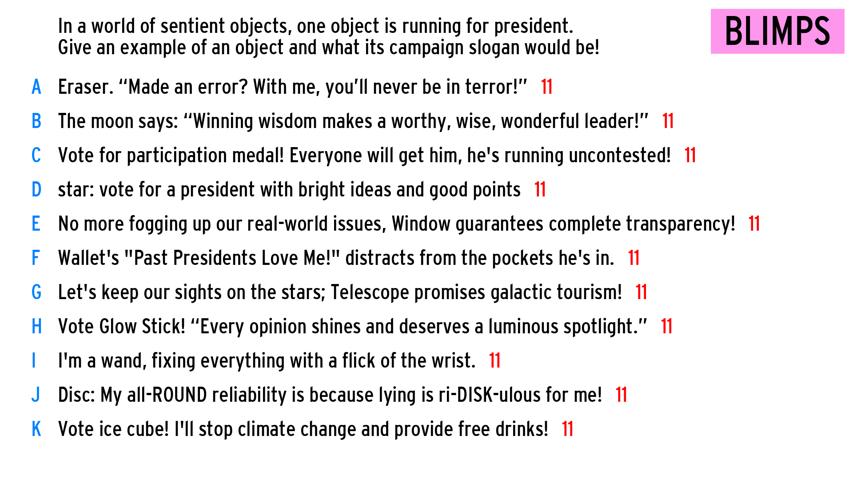 In a world of sentient objects, one object is running for president.
Give an example of an object and what its campaign slogan would be!
BLIMPS
A Eraser. “Made an error? With me, you’ll never be in terror!” 11
B The moon says: “Winning wisdom makes a worthy, wise, wonderful leader!” 11
C Vote for participation medal! Everyone will get him, he's running uncontested! 11
D star: vote for a president with bright ideas and good points 11
E No more fogging up our real-world issues, Window guarantees complete transparency! 11
F Wallet's "Past Presidents Love Me!" distracts from the pockets he's in. 11
G Let's keep our sights on the stars; Telescope promises galactic tourism! 11
H Vote Glow Stick! “Every opinion shines and deserves a luminous spotlight.” 11
I I'm a wand, fixing everything with a flick of the wrist. 11
J Disc: My all-ROUND reliability is because lying is ri-DISK-ulous for me! 11
K Vote ice cube! I'll stop climate change and provide free drinks! 11